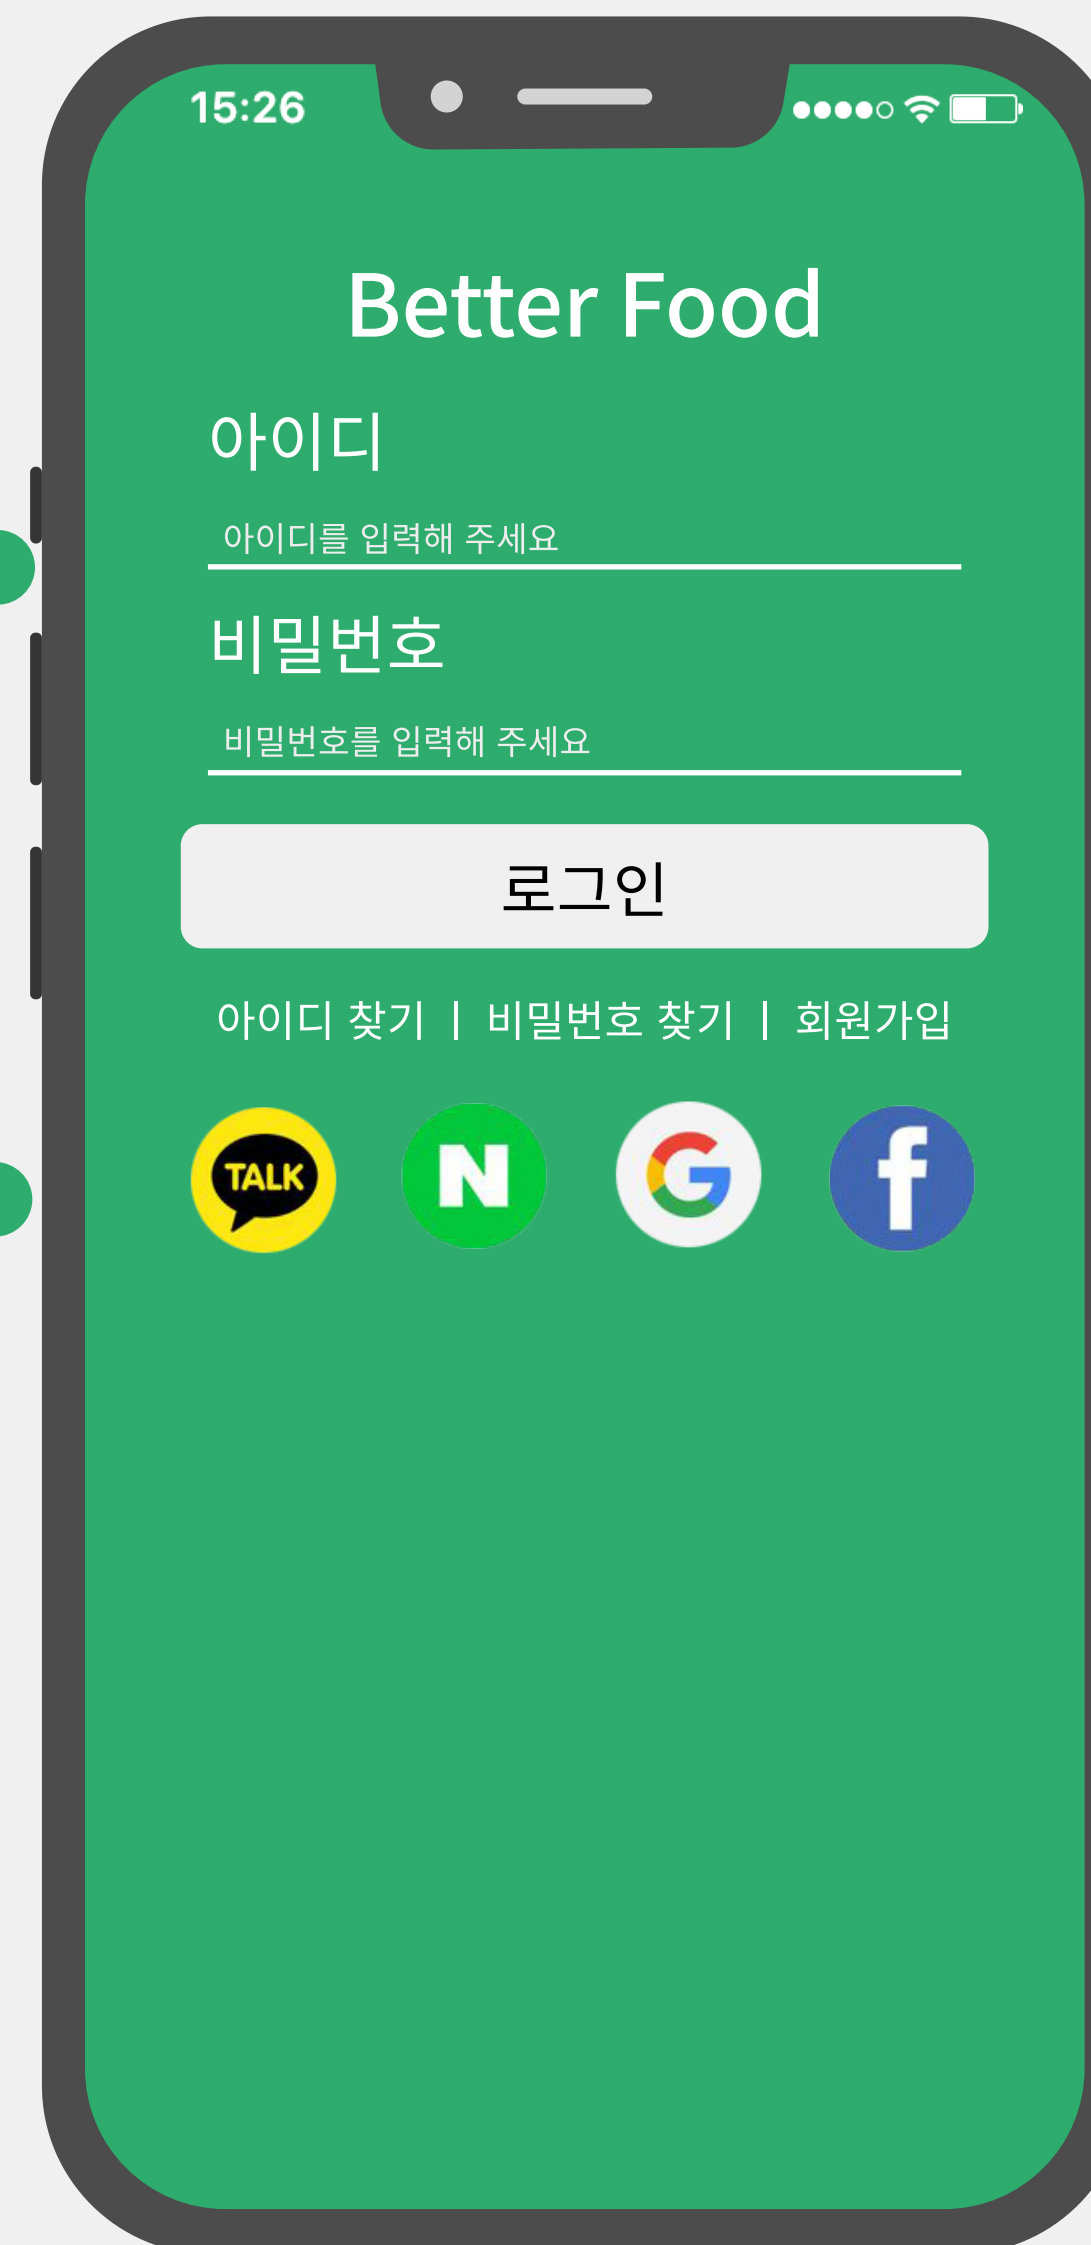 15:26
Better Food
아이디
아이디를 입력해 주세요
비밀번호
비밀번호를 입력해 주세요
로그인
아이디 찾기 | 비밀번호 찾기 | 회원가입
TALK N G f